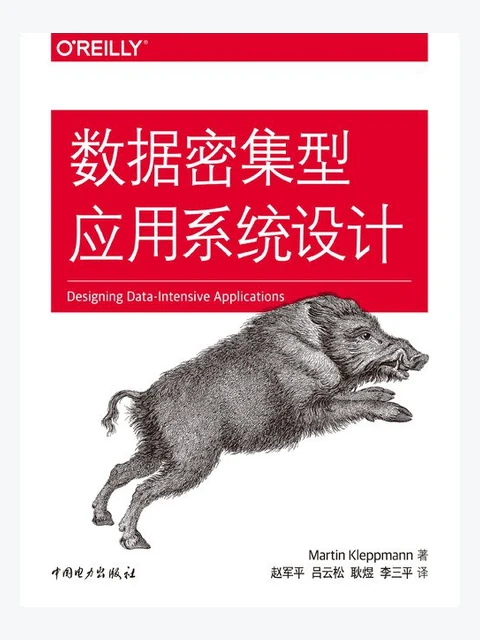 O'REILLY®
数据密集型
应用系统设计
Designing Data-Intensive Applications
Martin Kleppmann 著
赵军平 吕云松 耿煜 李三平 译
中国电力出版社